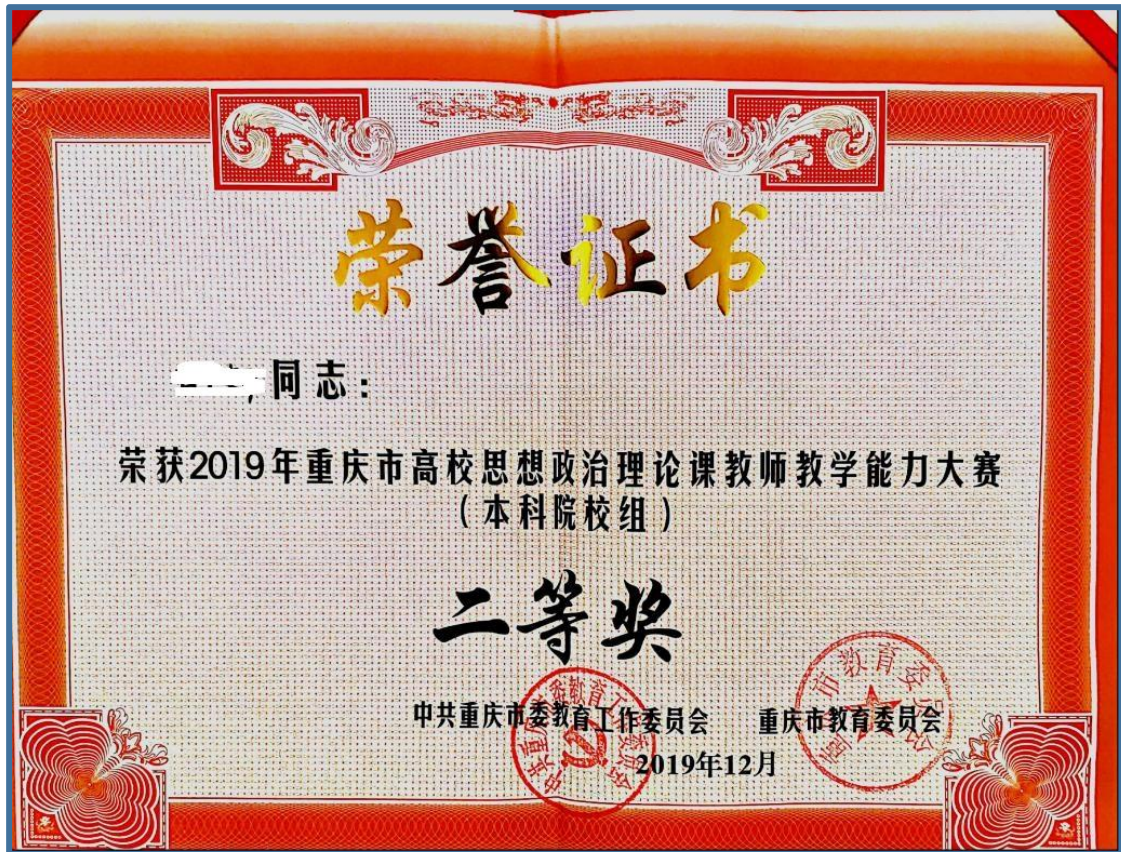 荣誉证书
同志：
荣获2019年重庆市高校思想政治理论课教师教学能力大赛
（本科院校组）
二等奖
中共重庆市委教育工作委员会 重庆市教育委员会
2019年12月